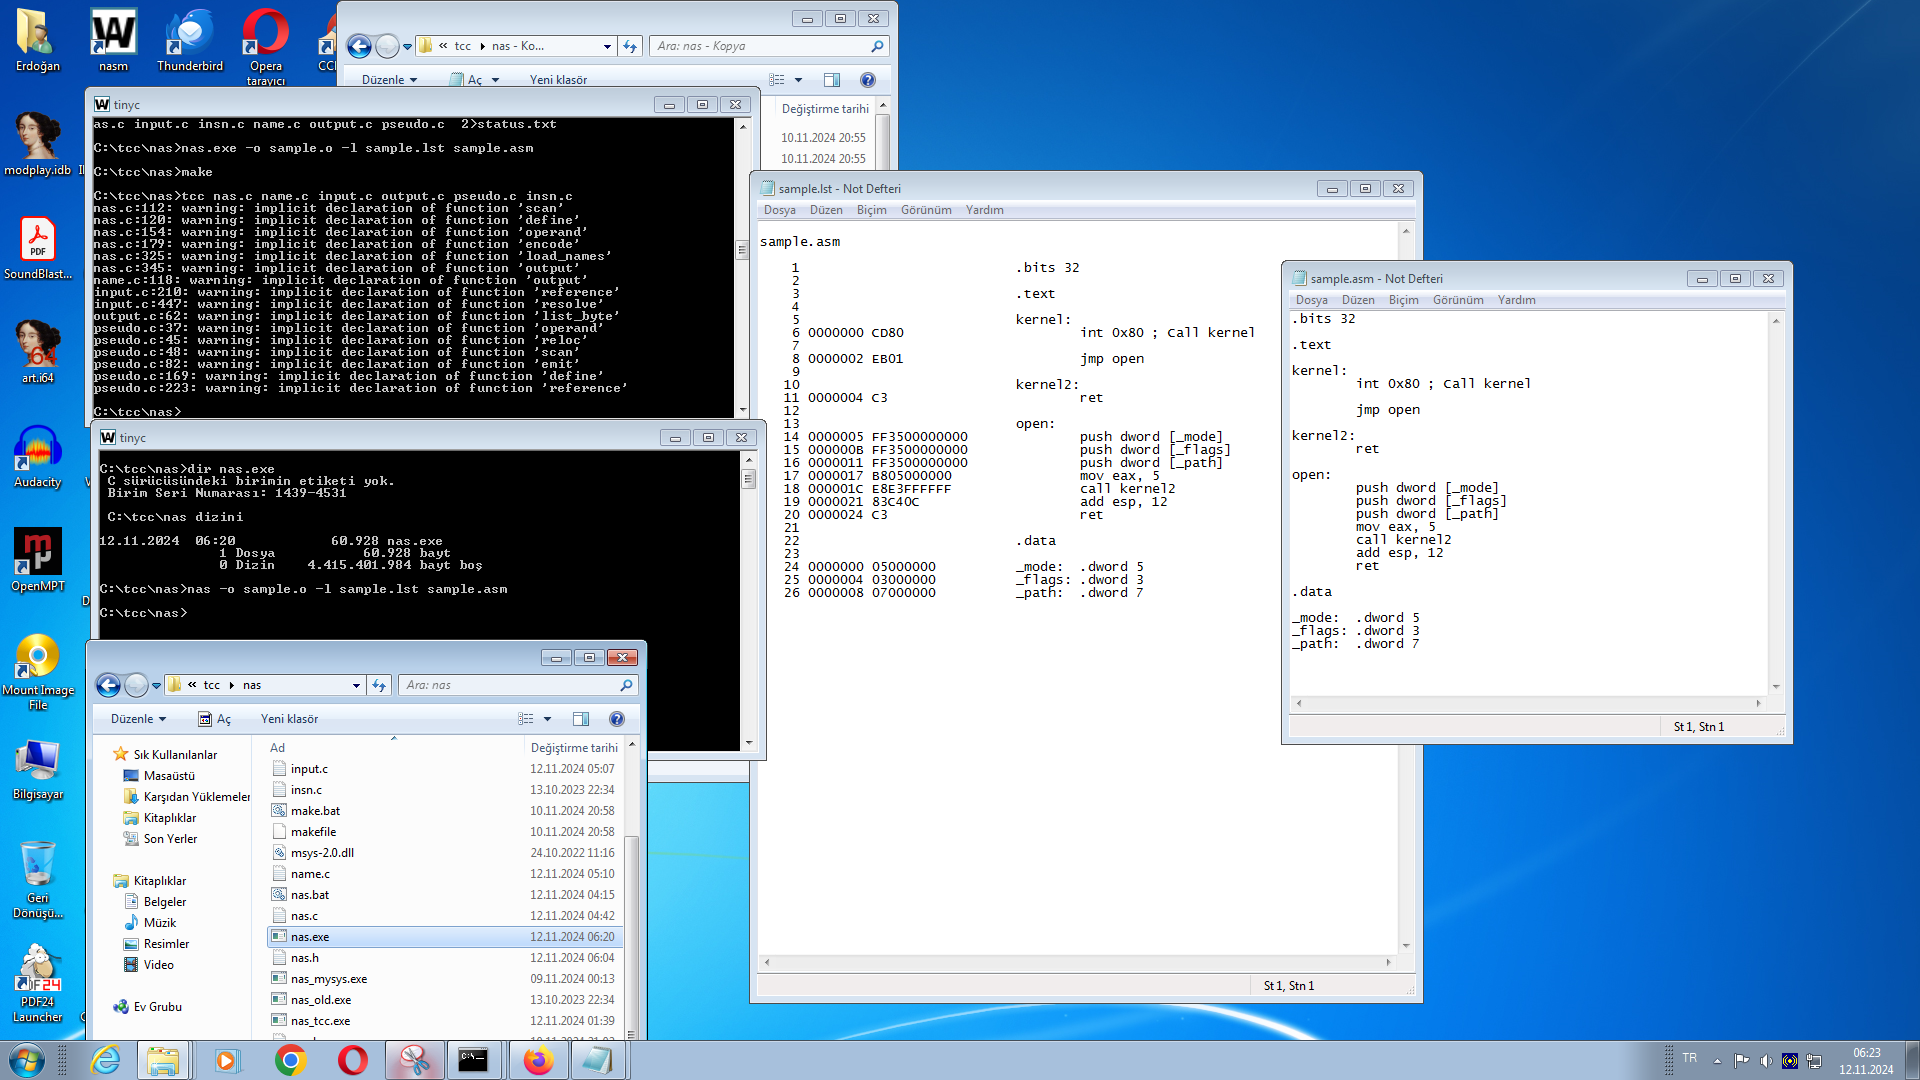 Erdoğan
nasm
Thunderbird
Opera
tarayıcı
modplay.idb
PDF
SoundBlast...
64
art.i64
Audacity
OpenMPT
Mount Image
File
Bilgisayar
Geri
Dönüşü...
PDF24
Launcher
« tcc ▸ nas - Ko...
Ara: nas - Kopya
Düzenle
Aç
Yeni klasör
Değiştirme tarihi
10.11.2024 20:55
10.11.2024 20:55
tinyc
as.c input.c insn.c name.c output.c pseudo.c  2>status.txt
C:\tcc\nas>nas.exe -o sample.o -l sample.lst sample.asm
C:\tcc\nas>make
C:\tcc\nas>tcc nas.c name.c input.c output.c pseudo.c insn.c
nas.c:112: warning: implicit declaration of function 'scan'
nas.c:120: warning: implicit declaration of function 'define'
nas.c:154: warning: implicit declaration of function 'operand'
nas.c:179: warning: implicit declaration of function 'encode'
nas.c:325: warning: implicit declaration of function 'load_names'
nas.c:345: warning: implicit declaration of function 'output'
name.c:118: warning: implicit declaration of function 'output'
input.c:210: warning: implicit declaration of function 'reference'
input.c:447: warning: implicit declaration of function 'resolve'
output.c:62: warning: implicit declaration of function 'list_byte'
pseudo.c:37: warning: implicit declaration of function 'operand'
pseudo.c:45: warning: implicit declaration of function 'reloc'
pseudo.c:48: warning: implicit declaration of function 'scan'
pseudo.c:82: warning: implicit declaration of function 'emit'
pseudo.c:169: warning: implicit declaration of function 'define'
pseudo.c:223: warning: implicit declaration of function 'reference'
C:\tcc\nas>
tinyc
C:\tcc\nas>dir nas.exe
C sürücüsündeki birimin etiketi yok.
Birim Seri Numarası: 1439-4531
C:\tcc\nas dizini
12.11.2024  06:20            60.928 nas.exe
1 Dosya           60.928 bayt
0 Dizin    4.415.401.984 bayt boş
C:\tcc\nas>nas -o sample.o -l sample.lst sample.asm
C:\tcc\nas>
« tcc ▸ nas
Ara: nas
Düzenle
Aç
Yeni klasör
Sık Kullanılanlar
Masaüstü
Karşıdan Yüklemeler
Kitaplıklar
Son Yerler
Kitaplıklar
Belgeler
Müzik
Resimler
Video
Ev Grubu
Ad Değiştirme tarihi
input.c 12.11.2024 05:07
insn.c 13.10.2023 22:34
make.bat 10.11.2024 20:58
makefile 10.11.2024 20:58
msys-2.0.dll 24.10.2022 11:16
name.c 12.11.2024 05:10
nas.bat 12.11.2024 04:15
nas.c 12.11.2024 04:42
nas.exe 12.11.2024 06:20
nas.h 12.11.2024 06:04
nas_mysys.exe 09.11.2024 00:13
nas_old.exe 13.10.2023 22:34
nas_tcc.exe 12.11.2024 01:39
sample.lst - Not Defteri
Dosya Düzen Biçim Görünüm Yardım
sample.asm
1 .bits 32
2
3 .text
4
5 kernel:
6 0000000 CD80 int 0x80 ; Call kernel
7
8 0000002 EB01 jmp open
9
10 kernel2:
11 0000004 C3 ret
12
13 open:
14 0000005 FF3500000000 push dword [_mode]
15 000000B FF3500000000 push dword [_flags]
16 0000011 FF3500000000 push dword [_path]
17 0000017 B805000000 mov eax, 5
18 000001C E8E3FFFFFF call kernel2
19 0000021 83C40C add esp, 12
20 0000024 C3 ret
21
22 .data
23
24 0000000 05000000 _mode:  .dword 5
25 0000004 03000000 _flags: .dword 3
26 0000008 07000000 _path:  .dword 7
St 1, Stn 1
sample.asm - Not Defteri
Dosya Düzen Biçim Görünüm Yardım
.bits 32
.text
kernel:
int 0x80 ; Call kernel
jmp open
kernel2:
ret
open:
push dword [_mode]
push dword [_flags]
push dword [_path]
mov eax, 5
call kernel2
add esp, 12
ret
.data
_mode:  .dword 5
_flags: .dword 3
_path:  .dword 7
St 1, Stn 1
TR
06:23
12.11.2024